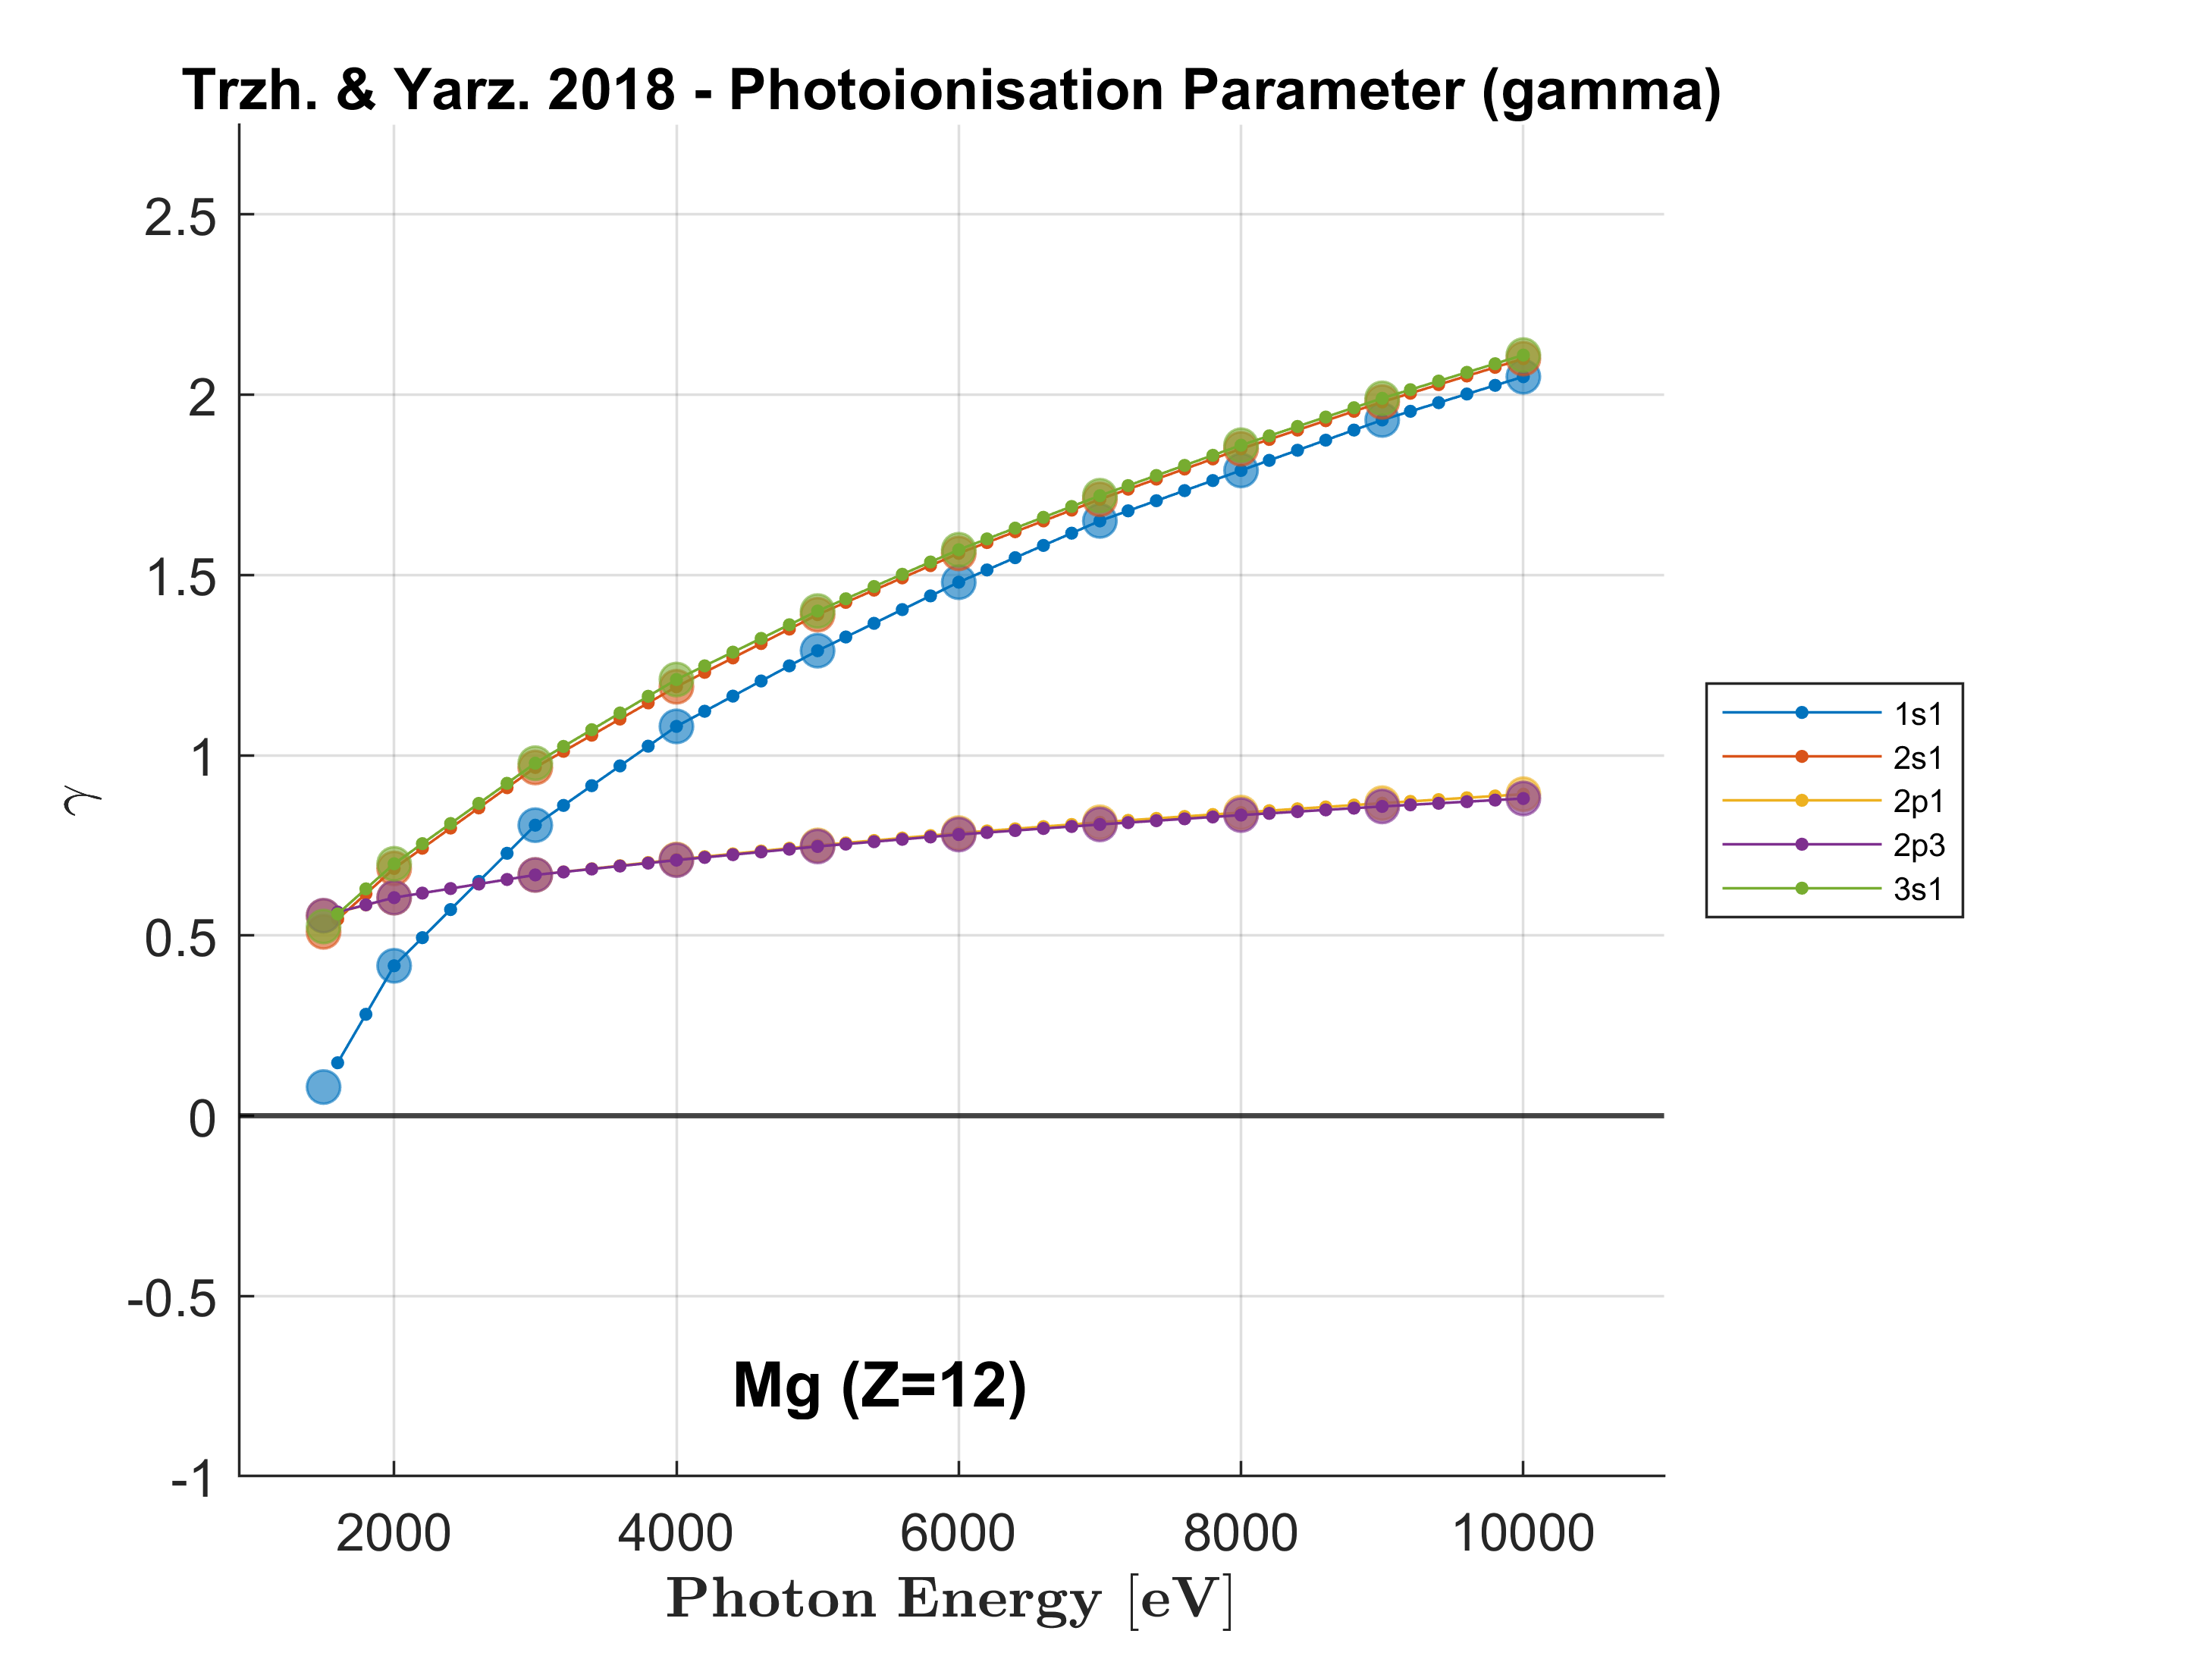 Trzh. & Yarz. 2018 - Photoionisation Parameter (gamma)
2.5
2
1.5
1
0.5
0
-0.5
-1
γ
1s1
2s1
2p1
2p3
3s1
Mg (Z=12)
2000 4000 6000 8000 10000
Photon Energy [eV]